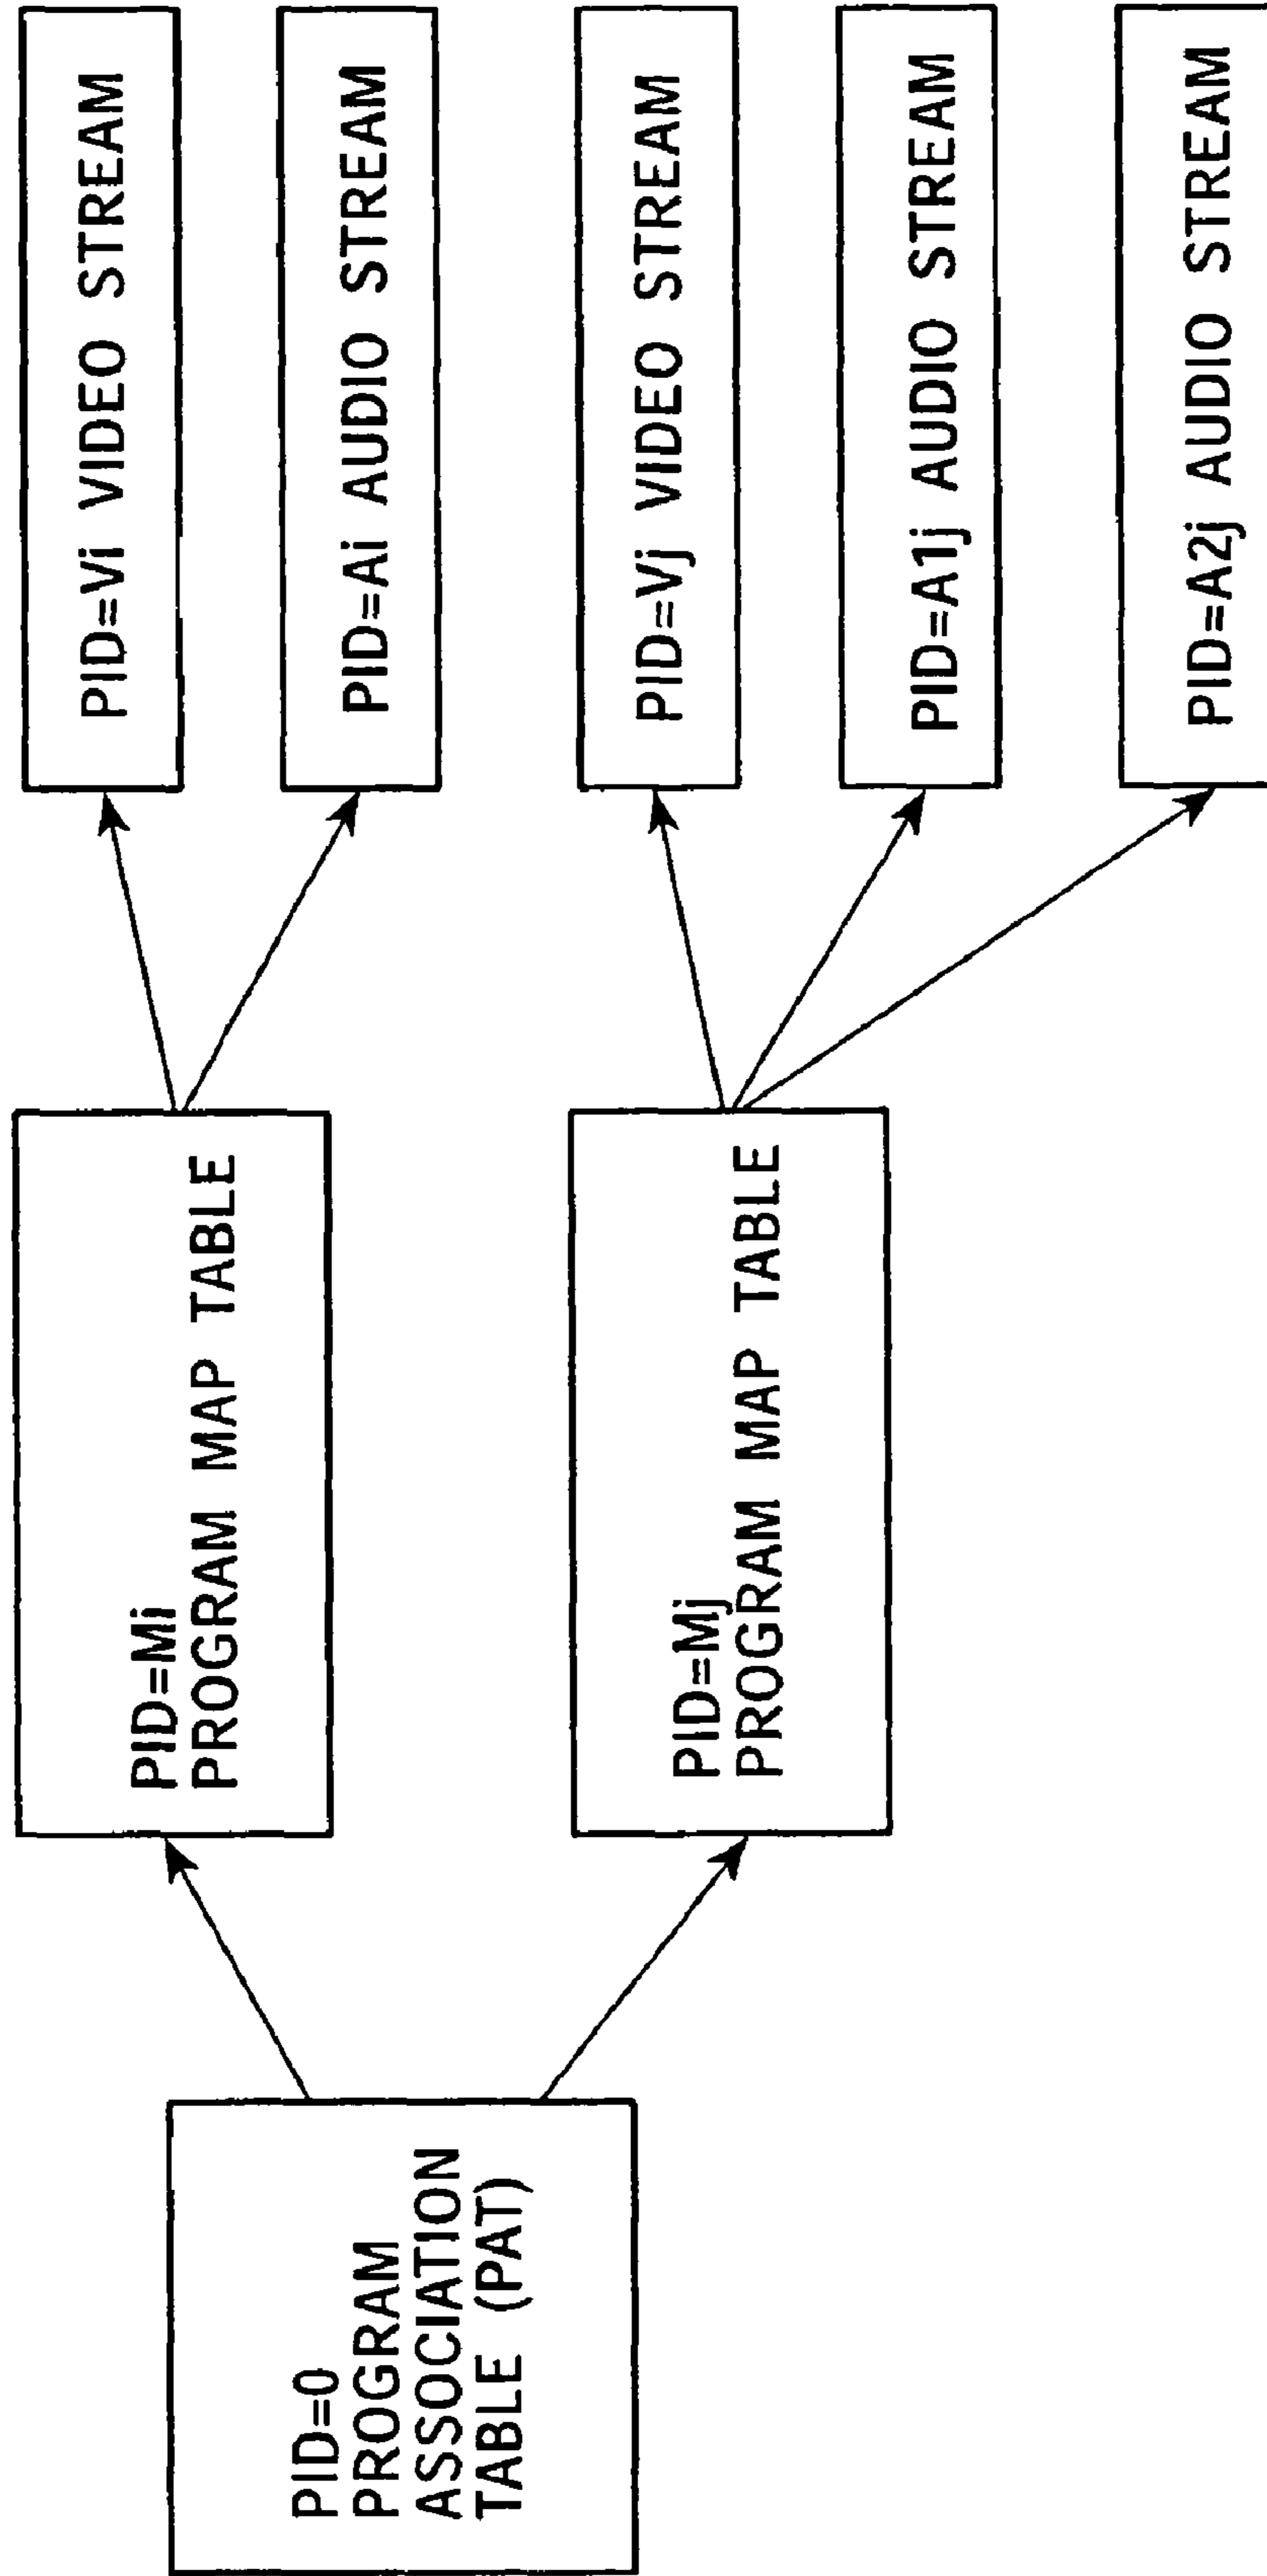 PID=0
PROGRAM
ASSOCIATION
TABLE (PAT)
PID=Mi
PROGRAM MAP TABLE
PID=Mj
PROGRAM MAP TABLE
PID=Vi VIDEO STREAM
PID=Ai AUDIO STREAM
PID=Vj VIDEO STREAM
PID=A1j AUDIO STREAM
PID=A2j AUDIO STREAM